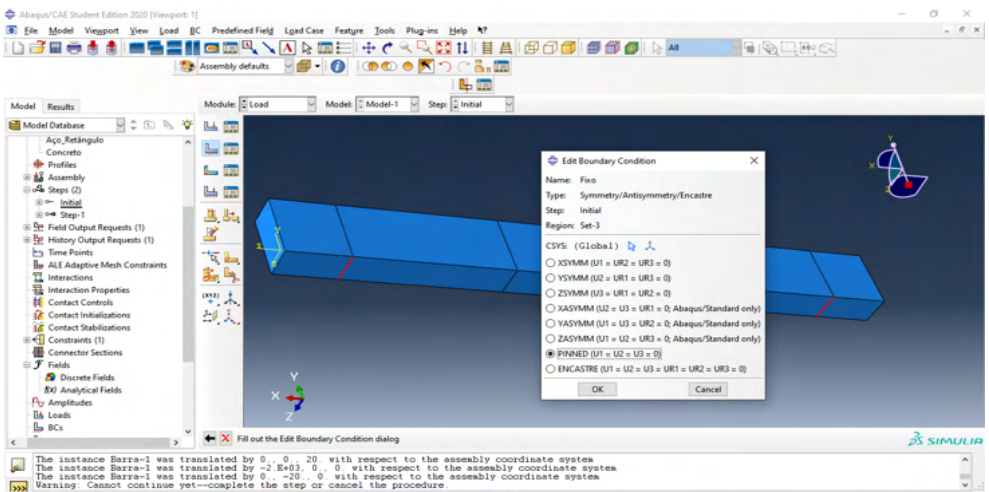 Abaqus/CAE Student Edition 2020 [Viewport: 1]
File Model Viewport View Load BC Predefined Field Load Case Feature Tools Plug-ins Help
All
Assembly defaults
Model Results
Module: Load Model: Model-1 Step: Initial
Model Database
Aço_Retângulo
Concreto
Profiles
Assembly
Steps (2)
Initial
Step-1
Field Output Requests (1)
History Output Requests (1)
Time Points
ALE Adaptive Mesh Constraints
Interactions
Interaction Properties
Contact Controls
Contact Initializations
Contact Stabilizations
Constraints (1)
Connector Sections
Fields
Discrete Fields
Analytical Fields
Amplitudes
Loads
BCs
(XYZ)
Y
X
Z
Y
X
Z
Edit Boundary Condition
Name: Fixo
Type: Symmetry/Antisymmetry/Encastre
Step: Initial
Region: Set-3
CSYS: (Global)
XSYMM (U1 = UR2 = UR3 = 0)
YSYMM (U2 = UR1 = UR3 = 0)
ZSYMM (U3 = UR1 = UR2 = 0)
XASYMM (U2 = U3 = UR1 = 0; Abaqus/Standard only)
YASYMM (U1 = U3 = UR2 = 0; Abaqus/Standard only)
ZASYMM (U1 = U2 = UR3 = 0; Abaqus/Standard only)
PINNED (U1 = U2 = U3 = 0)
ENCASTRE (U1 = U2 = U3 = UR1 = UR2 = UR3 = 0)
OK Cancel
Fill out the Edit Boundary Condition dialog
SIMULIA
The instance Barra-1 was translated by 0., 0., 20. with respect to the assembly coordinate system
The instance Barra-1 was translated by -2.E+03, 0., 0. with respect to the assembly coordinate system
The instance Barra-1 was translated by 0., -20., 0. with respect to the assembly coordinate system
Warning: Cannot continue yet--complete the step or cancel the procedure.